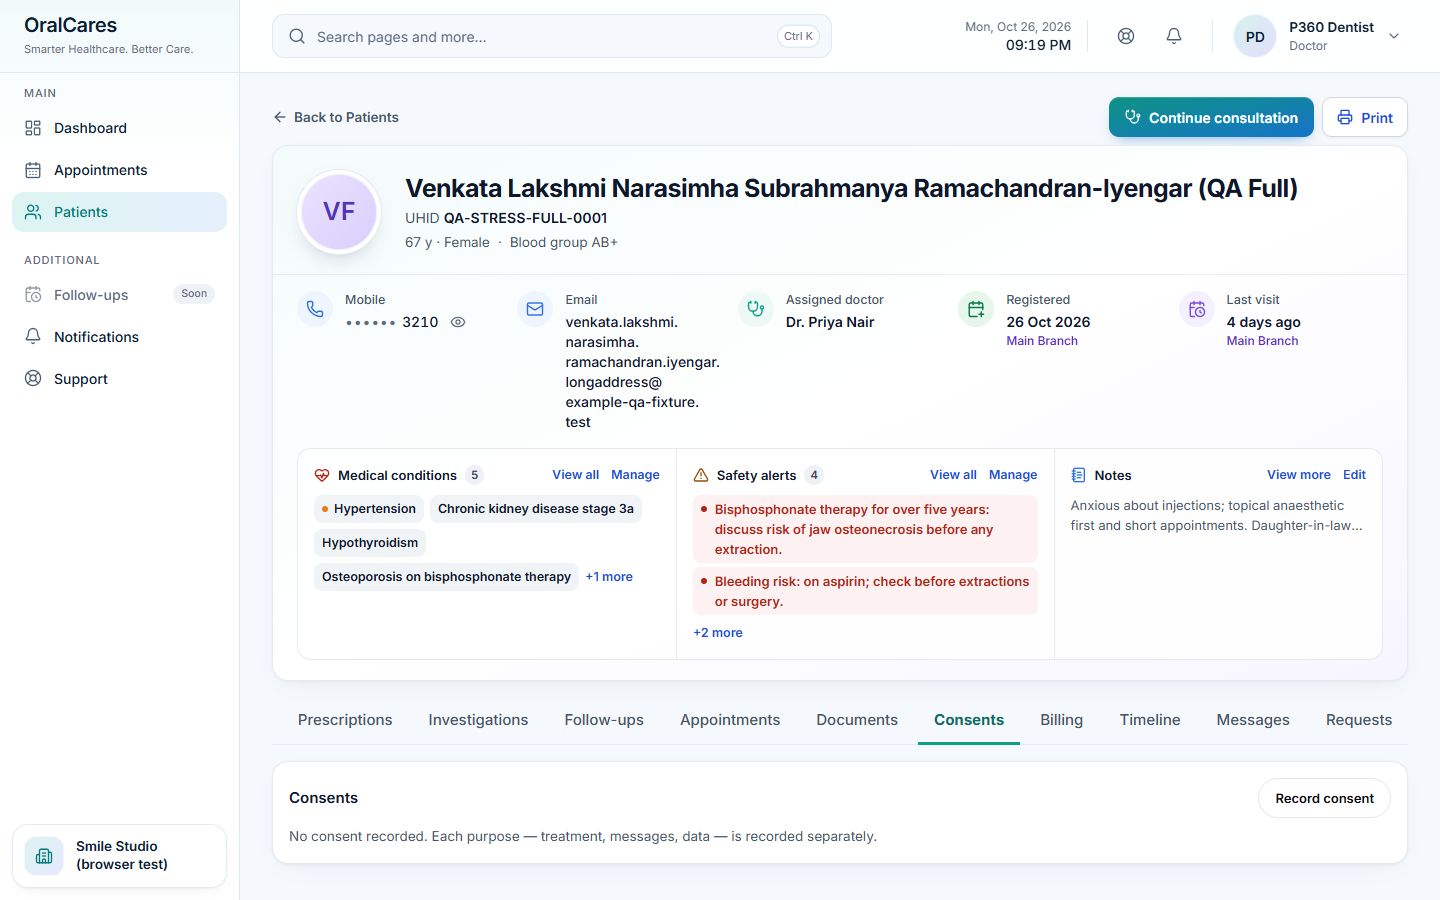 OralCares
Smarter Healthcare. Better Care.
Search pages and more...
Ctrl K
Mon, Oct 26, 2026
09:19 PM
PD
P360 Dentist
Doctor
MAIN
Dashboard
Appointments
Patients
ADDITIONAL
Follow-ups
Soon
Notifications
Support
Smile Studio
(browser test)
Back to Patients
Continue consultation
Print
VF
Venkata Lakshmi Narasimha Subrahmanya Ramachandran-Iyengar (QA Full)
UHID QA-STRESS-FULL-0001
67 y · Female · Blood group AB+
Mobile
•••••• 3210
Email
venkata.lakshmi.
narasimha.
ramachandran.iyengar.
longaddress@
example-qa-fixture.
test
Assigned doctor
Dr. Priya Nair
Registered
26 Oct 2026
Main Branch
Last visit
4 days ago
Main Branch
Medical conditions 5
View all Manage
Hypertension
Chronic kidney disease stage 3a
Hypothyroidism
Osteoporosis on bisphosphonate therapy
+1 more
Safety alerts 4
View all Manage
Bisphosphonate therapy for over five years:
discuss risk of jaw osteonecrosis before any
extraction.
Bleeding risk: on aspirin; check before extractions
or surgery.
+2 more
Notes
View more Edit
Anxious about injections; topical anaesthetic
first and short appointments. Daughter-in-law...
Prescriptions
Investigations
Follow-ups
Appointments
Documents
Consents
Billing
Timeline
Messages
Requests
Consents
Record consent
No consent recorded. Each purpose — treatment, messages, data — is recorded separately.